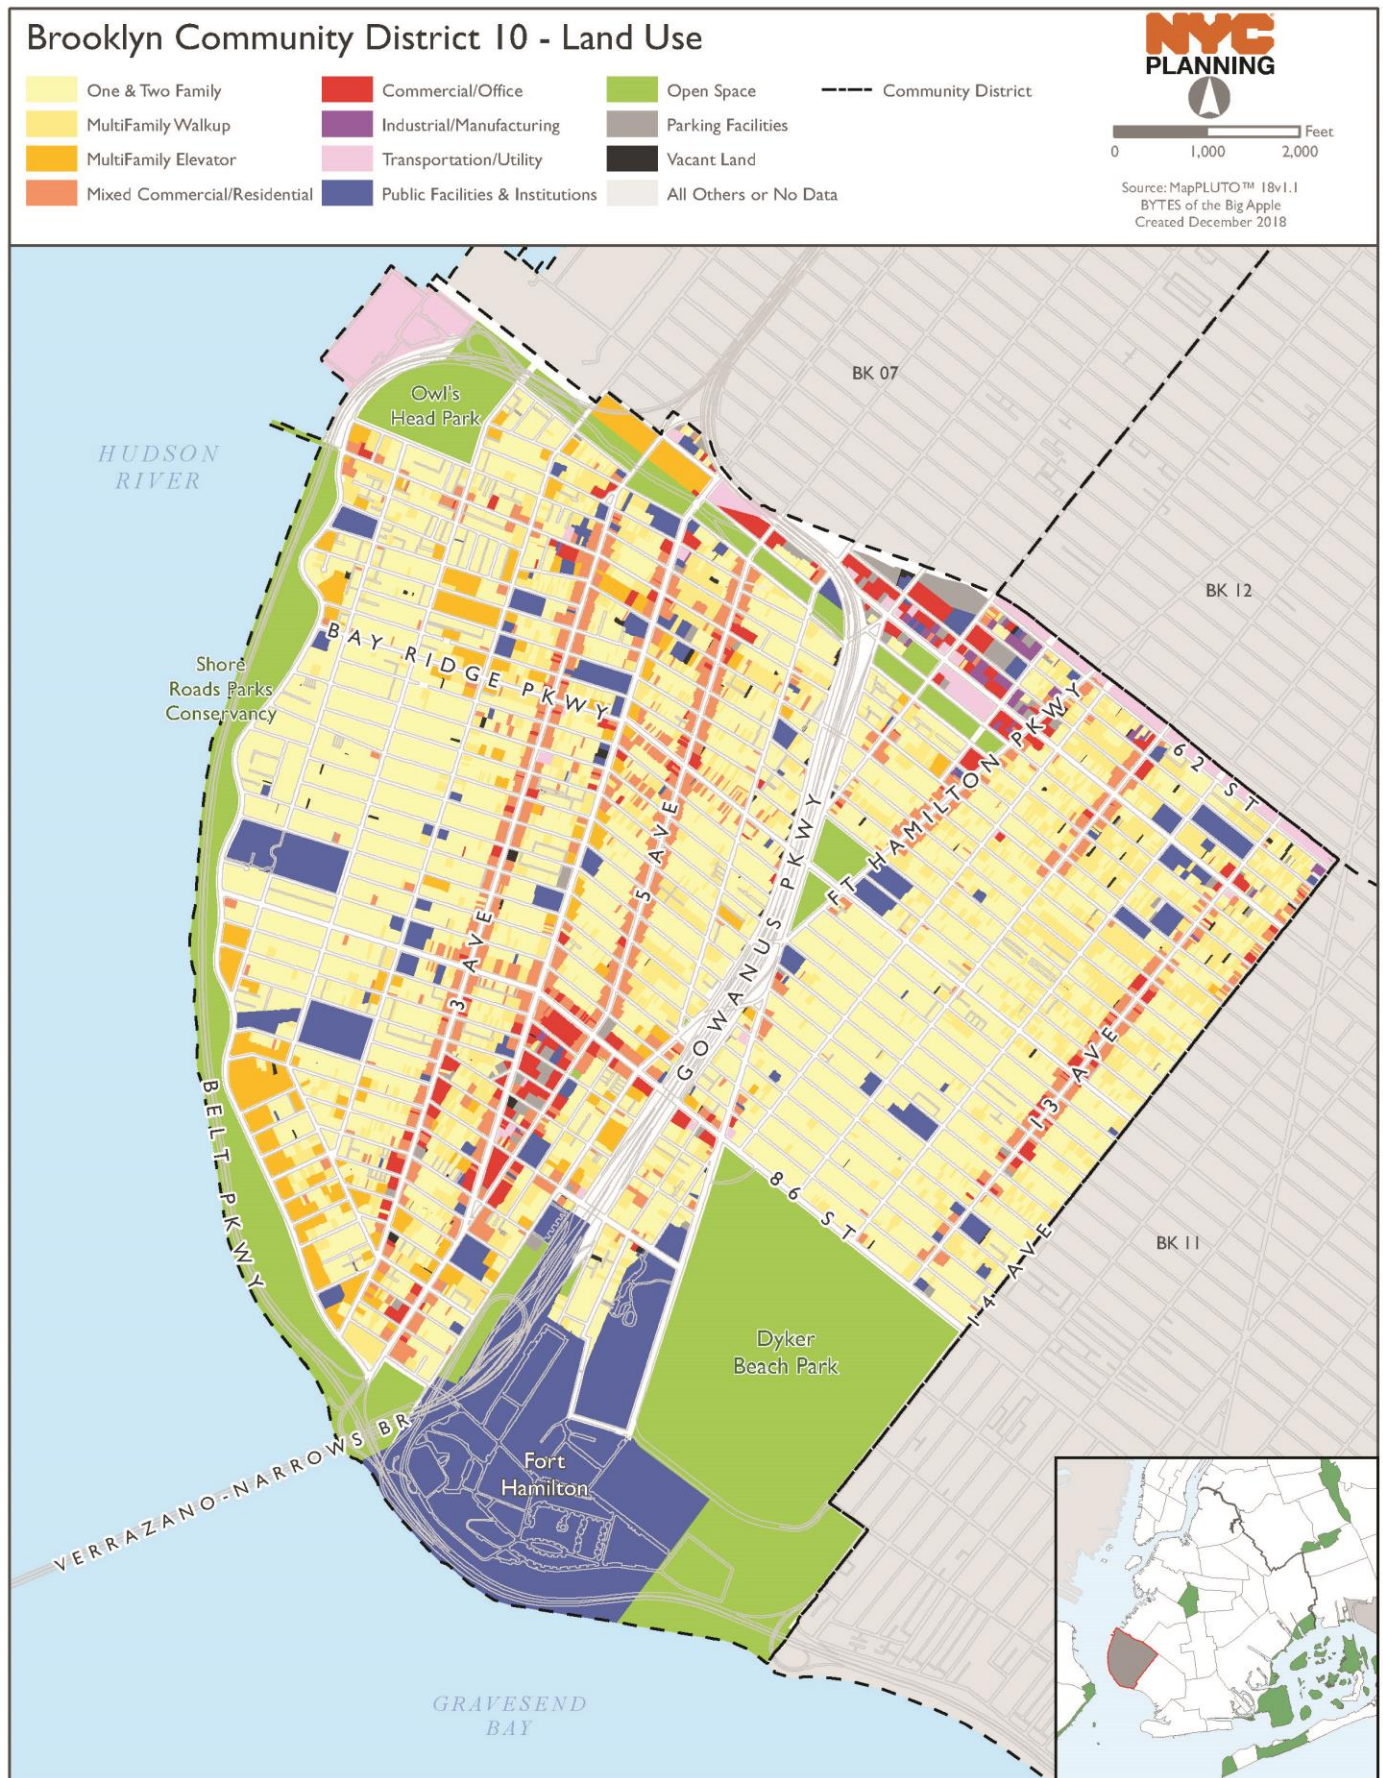 Brooklyn Community District 10 - Land Use
One & Two Family
MultiFamily Walkup
MultiFamily Elevator
Mixed Commercial/Residential
Commercial/Office
Industrial/Manufacturing
Transportation/Utility
Public Facilities & Institutions
Open Space
Parking Facilities
Vacant Land
All Others or No Data
Community District
NYC
PLANNING
Feet
0 1,000 2,000
Source: MapPLUTO™ 18v1.1
BYTES of the Big Apple
Created December 2018
BK 07
Owl's
Head Park
HUDSON
RIVER
BK 12
BAY RIDGE PKWY
Shore
Roads Parks
Conservancy
62 ST
FT HAMILTON PKWY
5 AVE
GOWANUS PKWY
3 AVE
13 AVE
BELT PKWY
86 ST
14 AVE
BK 11
Dyker
Beach Park
VERRAZANO-NARROWS BR
Fort
Hamilton
GRAVESEND
BAY